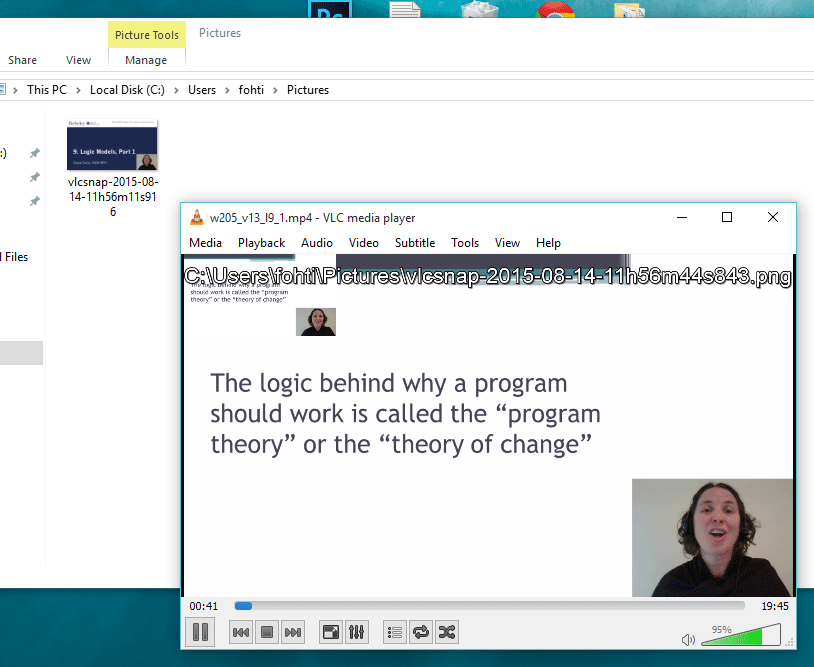 Ps
Picture Tools
Pictures
Share
View
Manage
This PC
Local Disk (C:)
Users
fohti
Pictures
:)
9. Logic Models, Part 1
vlcsnap-2015-08-
14-11h56m11s91
6
l Files
w205_v13_l9_1.mp4 - VLC media player
Media Playback Audio Video Subtitle Tools View Help
C:\Users\fohti\Pictures\vlcsnap-2015-08-14-11h56m44s843.png
The logic behind why a program
should work is called the “program
theory” or the “theory of change”
The logic behind why a program
should work is called the “program
theory” or the “theory of change”
00:41
19:45
95%